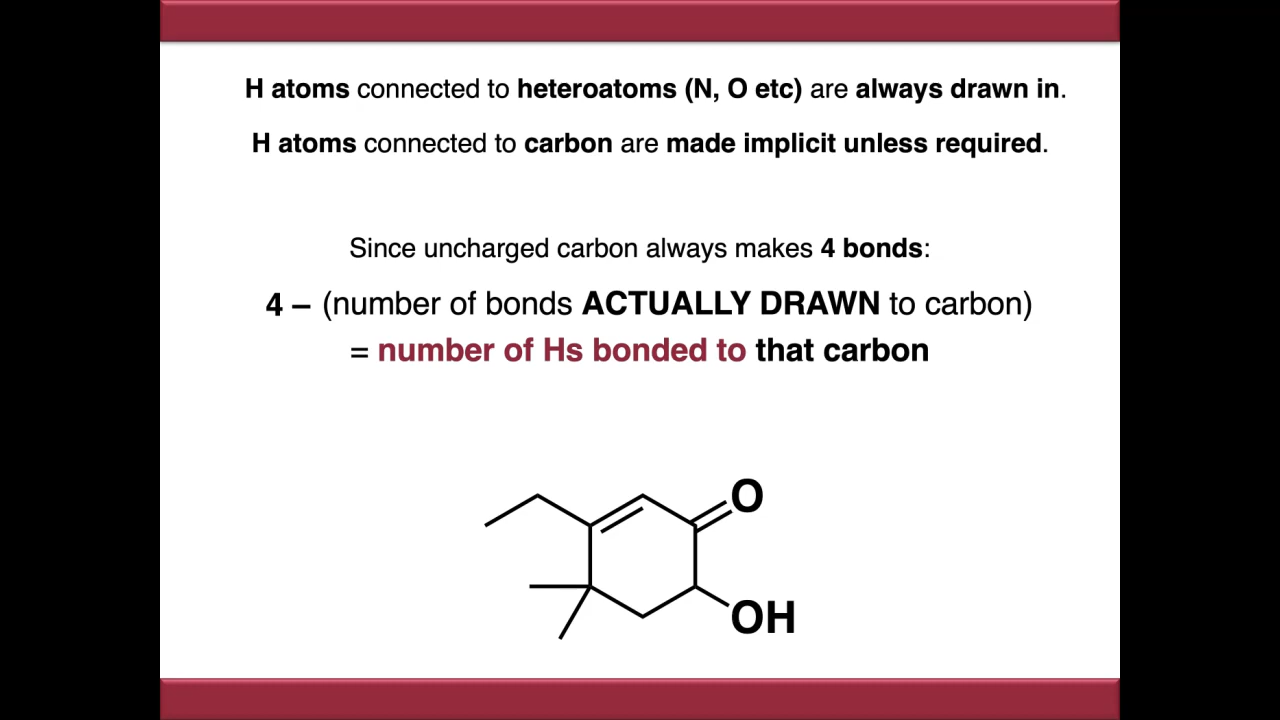 H atoms connected to heteroatoms (N, O etc) are always drawn in.
H atoms connected to carbon are made implicit unless required.
Since uncharged carbon always makes 4 bonds:
4 – (number of bonds ACTUALLY DRAWN to carbon)
= number of Hs bonded to that carbon
O
OH